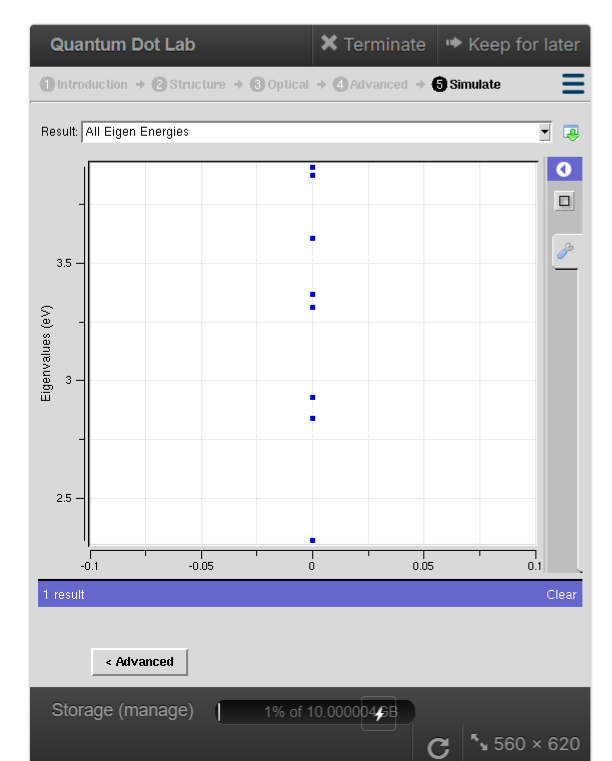 Quantum Dot Lab ✖ Terminate ➠ Keep for later
1 Introduction → 2 Structure → 3 Optical → 4 Advanced → 5 Simulate
Result: All Eigen Energies
3.5
3
2.5
Eigenvalues (eV)
-0.1 -0.05 0 0.05 0.1
1 result Clear
< Advanced
Storage (manage) 1% of 10.000004GB
560 × 620